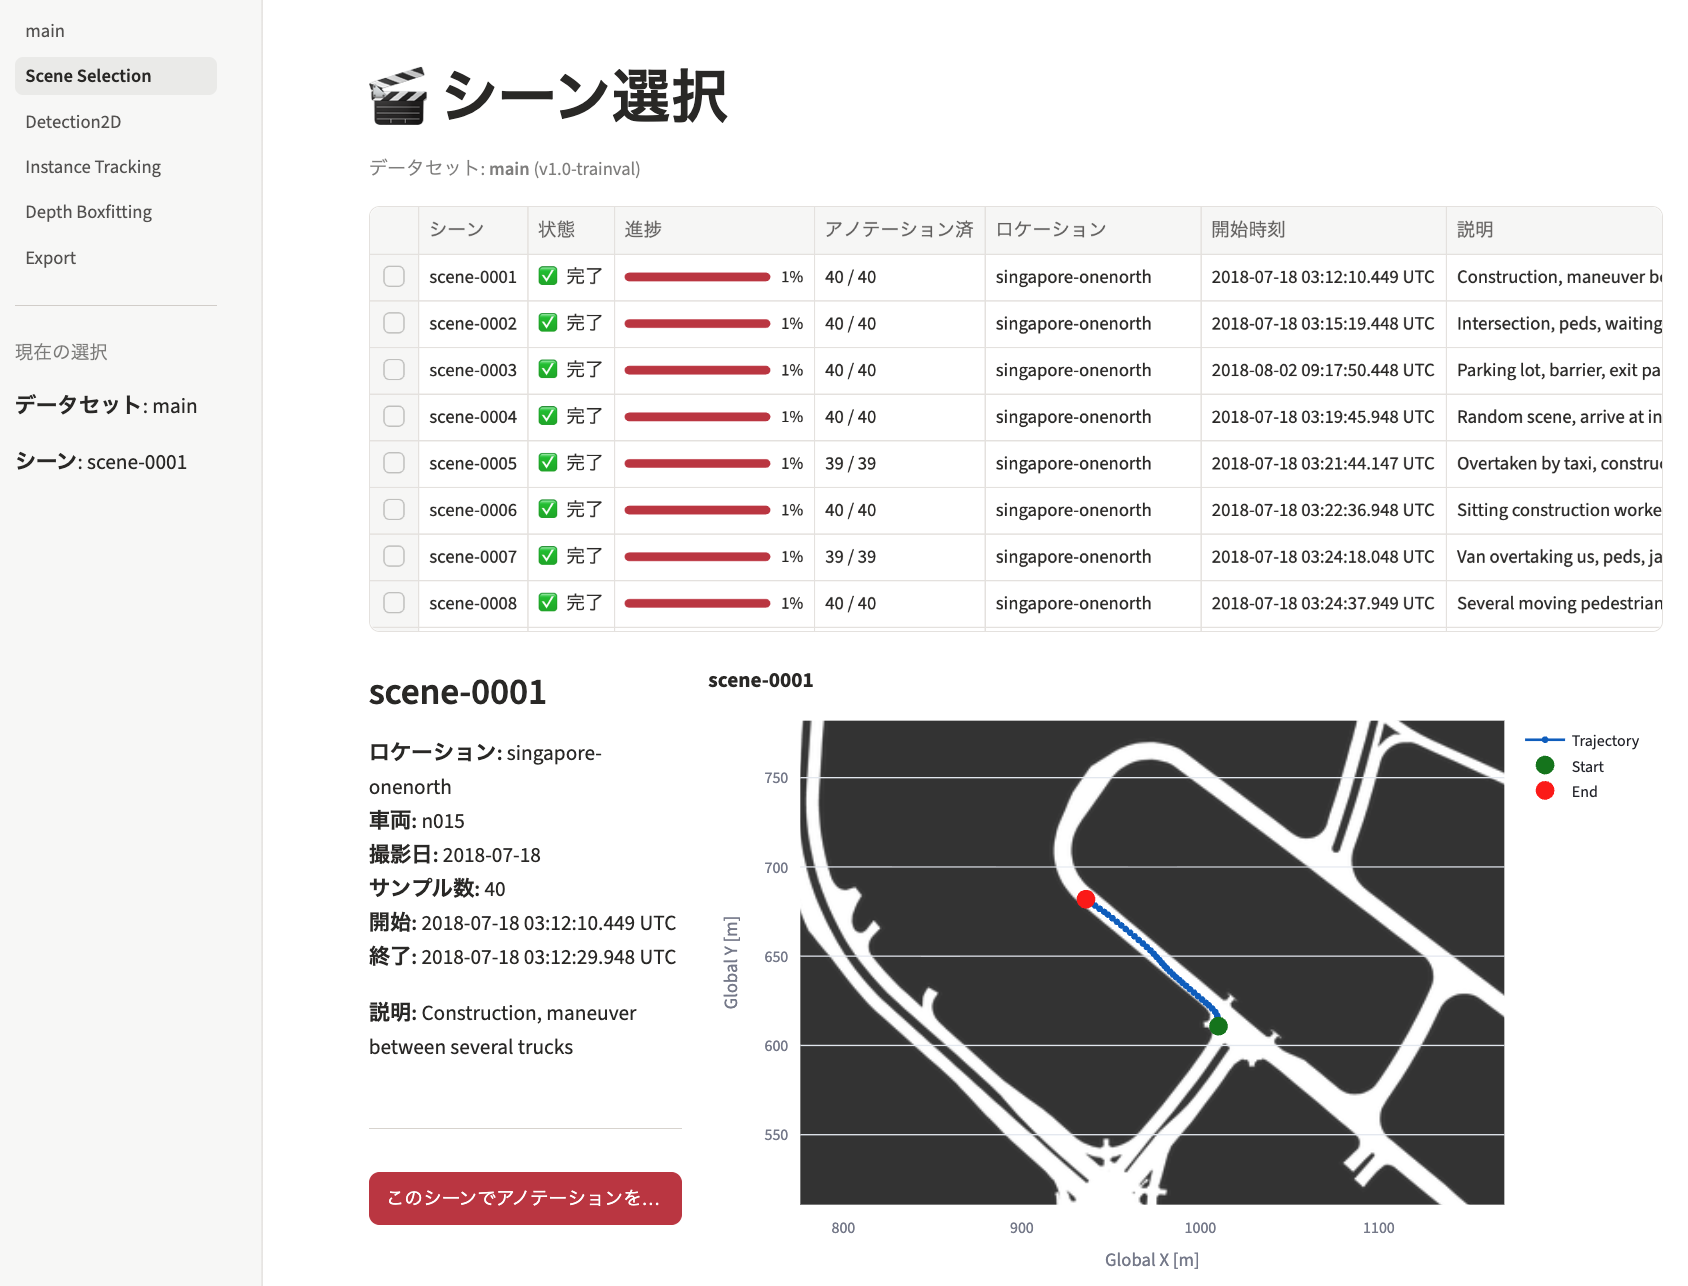 main
Scene Selection
Detection2D
Instance Tracking
Depth Boxfitting
Export
現在の選択
データセット: main
シーン: scene-0001
シーン選択
データセット: main (v1.0-trainval)
シーン 状態 進捗 アノテーション済 ロケーション 開始時刻 説明
scene-0001 完了 1% 40 / 40 singapore-onenorth 2018-07-18 03:12:10.449 UTC Construction, maneuver
scene-0002 完了 1% 40 / 40 singapore-onenorth 2018-07-18 03:15:19.448 UTC Intersection, peds, waiting
scene-0003 完了 1% 40 / 40 singapore-onenorth 2018-08-02 09:17:50.448 UTC Parking lot, barrier, exit pa
scene-0004 完了 1% 40 / 40 singapore-onenorth 2018-07-18 03:19:45.948 UTC Random scene, arrive at in
scene-0005 完了 1% 39 / 39 singapore-onenorth 2018-07-18 03:21:44.147 UTC Overtaken by taxi, constru
scene-0006 完了 1% 40 / 40 singapore-onenorth 2018-07-18 03:22:36.948 UTC Sitting construction worke
scene-0007 完了 1% 39 / 39 singapore-onenorth 2018-07-18 03:24:18.048 UTC Van overtaking us, peds, ja
scene-0008 完了 1% 40 / 40 singapore-onenorth 2018-07-18 03:24:37.949 UTC Several moving pedestrian
scene-0001
ロケーション: singapore-
onenorth
車両: n015
撮影日: 2018-07-18
サンプル数: 40
開始: 2018-07-18 03:12:10.449 UTC
終了: 2018-07-18 03:12:29.948 UTC
説明: Construction, maneuver
between several trucks
このシーンでアノテーションを...
scene-0001
750
700
650
600
550
Global Y [m]
800 900 1000 1100
Global X [m]
Trajectory
Start
End